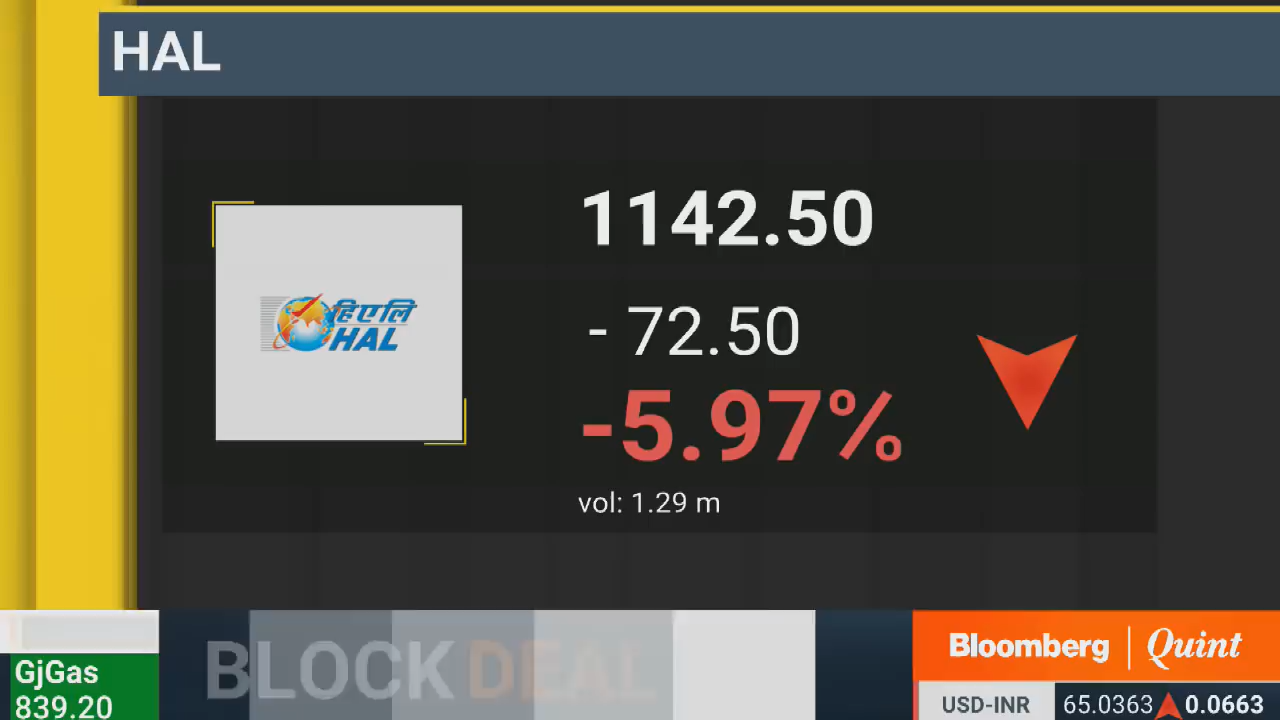 HAL
हिएलि
HAL
1142.50
- 72.50
-5.97%
vol: 1.29 m
BLOCK DEAL
GjGas
839.20
Bloomberg | Quint
USD-INR 65.0363 0.0663